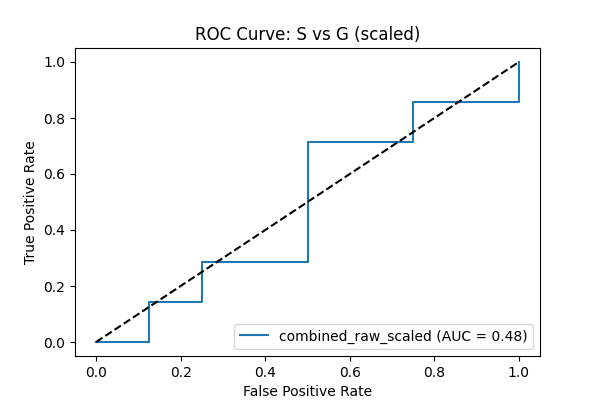 ROC Curve: S vs G (scaled)
True Positive Rate
1.0
0.8
0.6
0.4
0.2
0.0
combined_raw_scaled (AUC = 0.48)
0.0 0.2 0.4 0.6 0.8 1.0
False Positive Rate